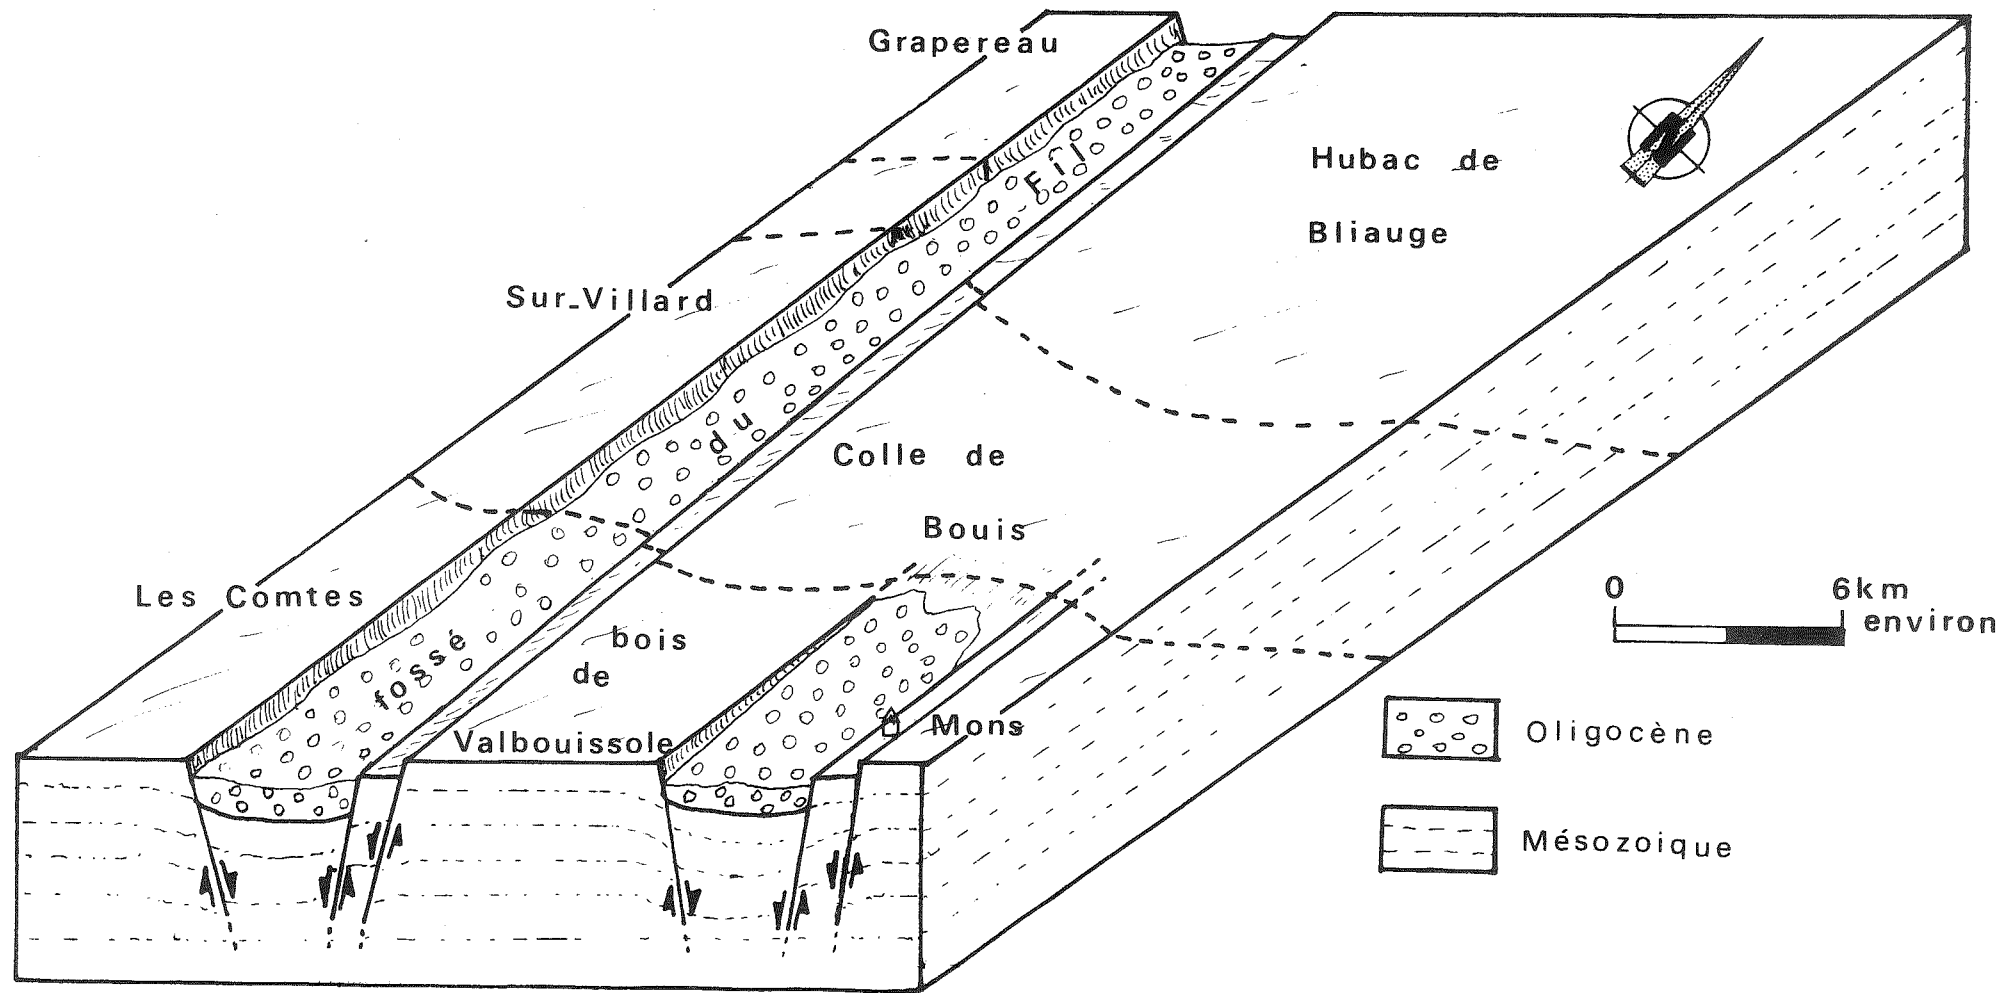 Grapereau
Hubac de
Bliauge
Sur-Villard
fossé du Fil
Colle de
Bouis
Les Comtes
bois
de
Valbouissole
Mons
N
0 6km
environ
Oligocène
Mésozoique